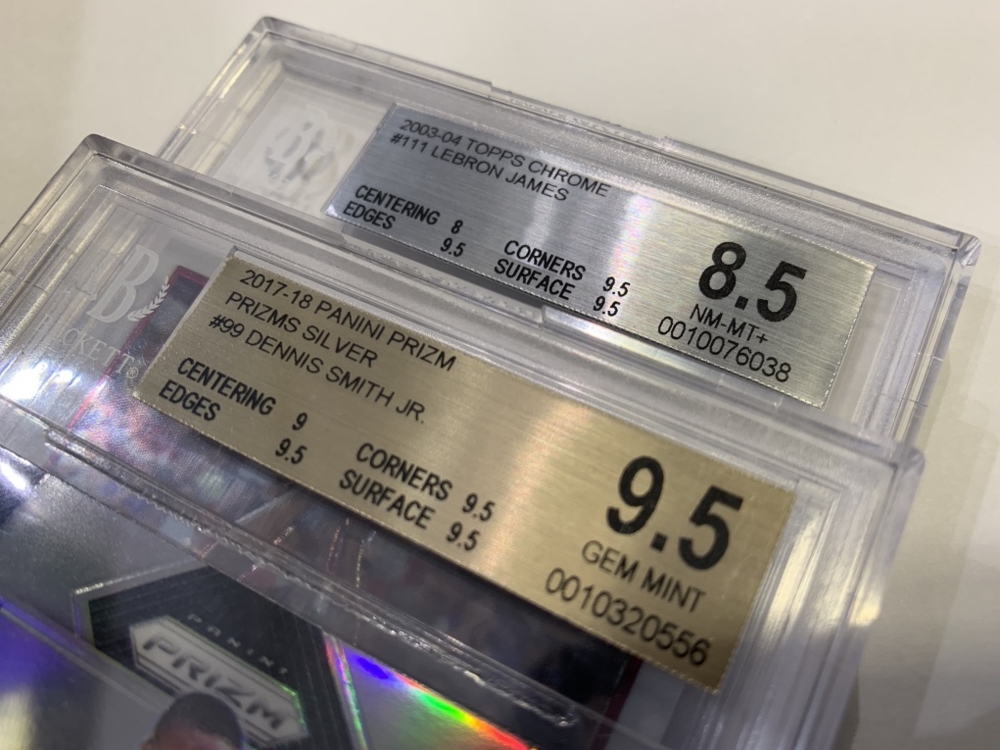 2003-04 TOPPS CHROME
#111 LEBRON JAMES
CENTERING 8
EDGES 9.5
CORNERS 9.5
SURFACE 9.5
8.5
NM-MT+
0010076038
B
CKETT®
2017-18 PANINI PRIZM
PRIZMS SILVER
#99 DENNIS SMITH JR.
CENTERING 9
EDGES 9.5
CORNERS 9.5
SURFACE 9.5
9.5
GEM MINT
0010320556
PANINI
PRIZM